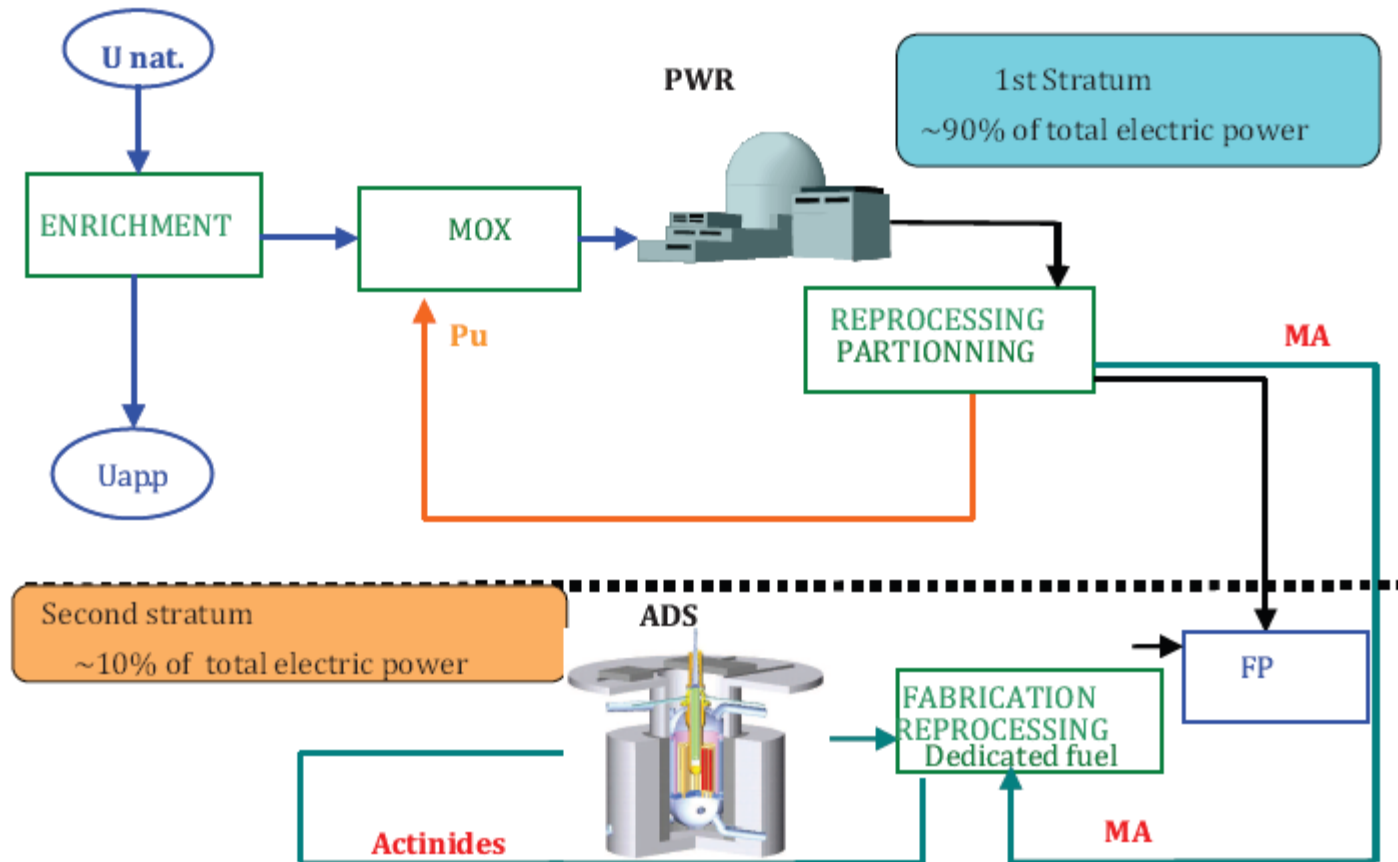 U nat.
PWR
1st Stratum
~90% of total electric power
ENRICHMENT
MOX
Pu
REPROCESSING
PARTIONNING
MA
Uapp
Second stratum
~10% of total electric power
ADS
FP
FABRICATION
REPROCESSING
Dedicated fuel
Actinides
MA